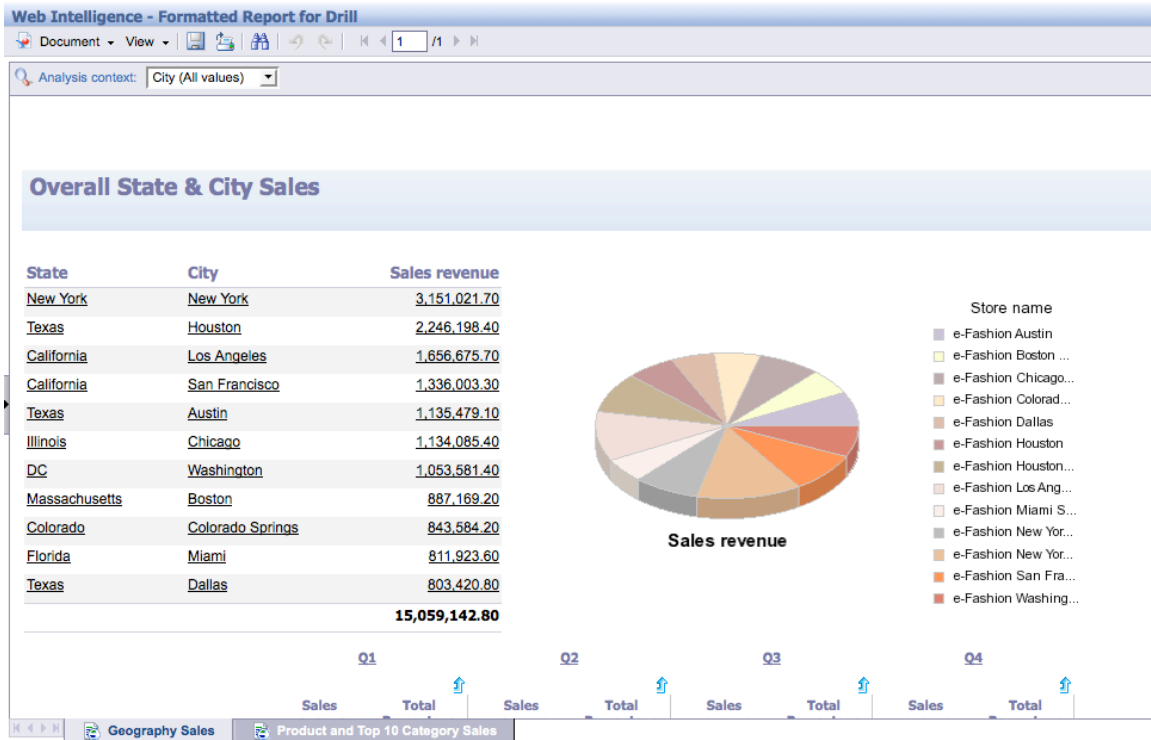 Web Intelligence - Formatted Report for Drill
Document View 1 /1
Analysis context: City (All values)
Overall State & City Sales
State City Sales revenue
New York New York 3,151,021.70
Texas Houston 2,246,198.40
California Los Angeles 1,656,675.70
California San Francisco 1,336,003.30
Texas Austin 1,135,479.10
Illinois Chicago 1,134,085.40
DC Washington 1,053,581.40
Massachusetts Boston 887,169.20
Colorado Colorado Springs 843,584.20
Florida Miami 811,923.60
Texas Dallas 803,420.80
15,059,142.80
Sales revenue
Store name
e-Fashion Austin
e-Fashion Boston ...
e-Fashion Chicago...
e-Fashion Colorad...
e-Fashion Dallas
e-Fashion Houston
e-Fashion Houston...
e-Fashion Los Ang...
e-Fashion Miami S...
e-Fashion New Yor...
e-Fashion New Yor...
e-Fashion San Fra...
e-Fashion Washing...
Q1 Q2 Q3 Q4
Sales Total Sales Total Sales Total Sales Total
Geography Sales Product and Top 10 Category Sales